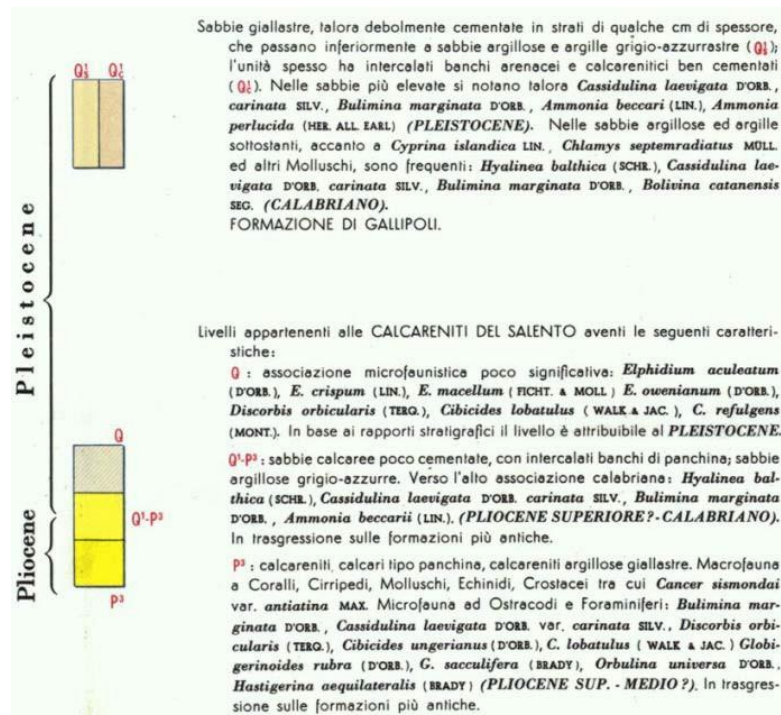 Sabbie giallastre, talora debolmente cementate in strati di qualche cm di spessore,
che passano inferiormente a sabbie argillose e argille grigio-azzurrastre (Q¹s);
l'unità spesso ha intercalati banchi arenacei e calcarenitici ben cementati
(Q¹c). Nelle sabbie più elevate si notano talora Cassidulina laevigata D'ORB.,
carinata SILV., Bulimina marginata D'ORB., Ammonia beccari (LIN.), Ammonia
perlucida (HER. ALL. EARL) (PLEISTOCENE). Nelle sabbie argillose ed argille
sottostanti, accanto a Cyprina islandica LIN., Chlamys septemradiatus MÜLL.
ed altri Molluschi, sono frequenti: Hyalinea balthica (SCHR.), Cassidulina lae-
vigata D'ORB. carinata SILV., Bulimina marginata D'ORB., Bolivina catanensis
SEG. (CALABRIANO).
FORMAZIONE DI GALLIPOLI.
Q¹s Q¹c
Pleistocene
Livelli appartenenti alle CALCARENITI DEL SALENTO aventi le seguenti caratteri-
stiche:
Q : associazione microfaunistica poco significativa: Elphidium aculeatum
(D'ORB.), E. crispum (LIN.), E. macellum (FICHT. & MOLL) E. owenianum (D'ORB.),
Discorbis orbicularis (TERQ.), Cibicides lobatulus (WALK & JAC.), C. refulgens
(MONT.). In base ai rapporti stratigrafici il livello è attribuibile al PLEISTOCENE.
Q¹-P³ : sabbie calcaree poco cementate, con intercalati banchi di panchina; sabbie
argillose grigio-azzurre. Verso l'alto associazione calabriana: Hyalinea bal-
thica (SCHR.), Cassidulina laevigata D'ORB. carinata SILV., Bulimina marginata
D'ORB., Ammonia beccarii (LIN.). (PLIOCENE SUPERIORE?-CALABRIANO).
In trasgressione sulle formazioni più antiche.
P³ : calcareniti, calcari tipo panchina, calcareniti argillose giallastre. Macrofauna
a Coralli, Cirripedi, Molluschi, Echinidi, Crostacei tra cui Cancer sismondai
var. antiatina MAX. Microfauna ad Ostracodi e Foraminiferi: Bulimina mar-
ginata D'ORB., Cassidulina laevigata D'ORB. var. carinata SILV., Discorbis orbi-
cularis (TERQ.), Cibicides ungerianus (D'ORB.), C. lobatulus (WALK & JAC.) Globi-
gerinoides rubra (D'ORB.), G. sacculifera (BRADY), Orbulina universa D'ORB.,
Hastigerina aequilateralis (BRADY) (PLIOCENE SUP. - MEDIO?). In trasgres-
sione sulle formazioni più antiche.
Q
Q¹-P³
Pliocene
P³